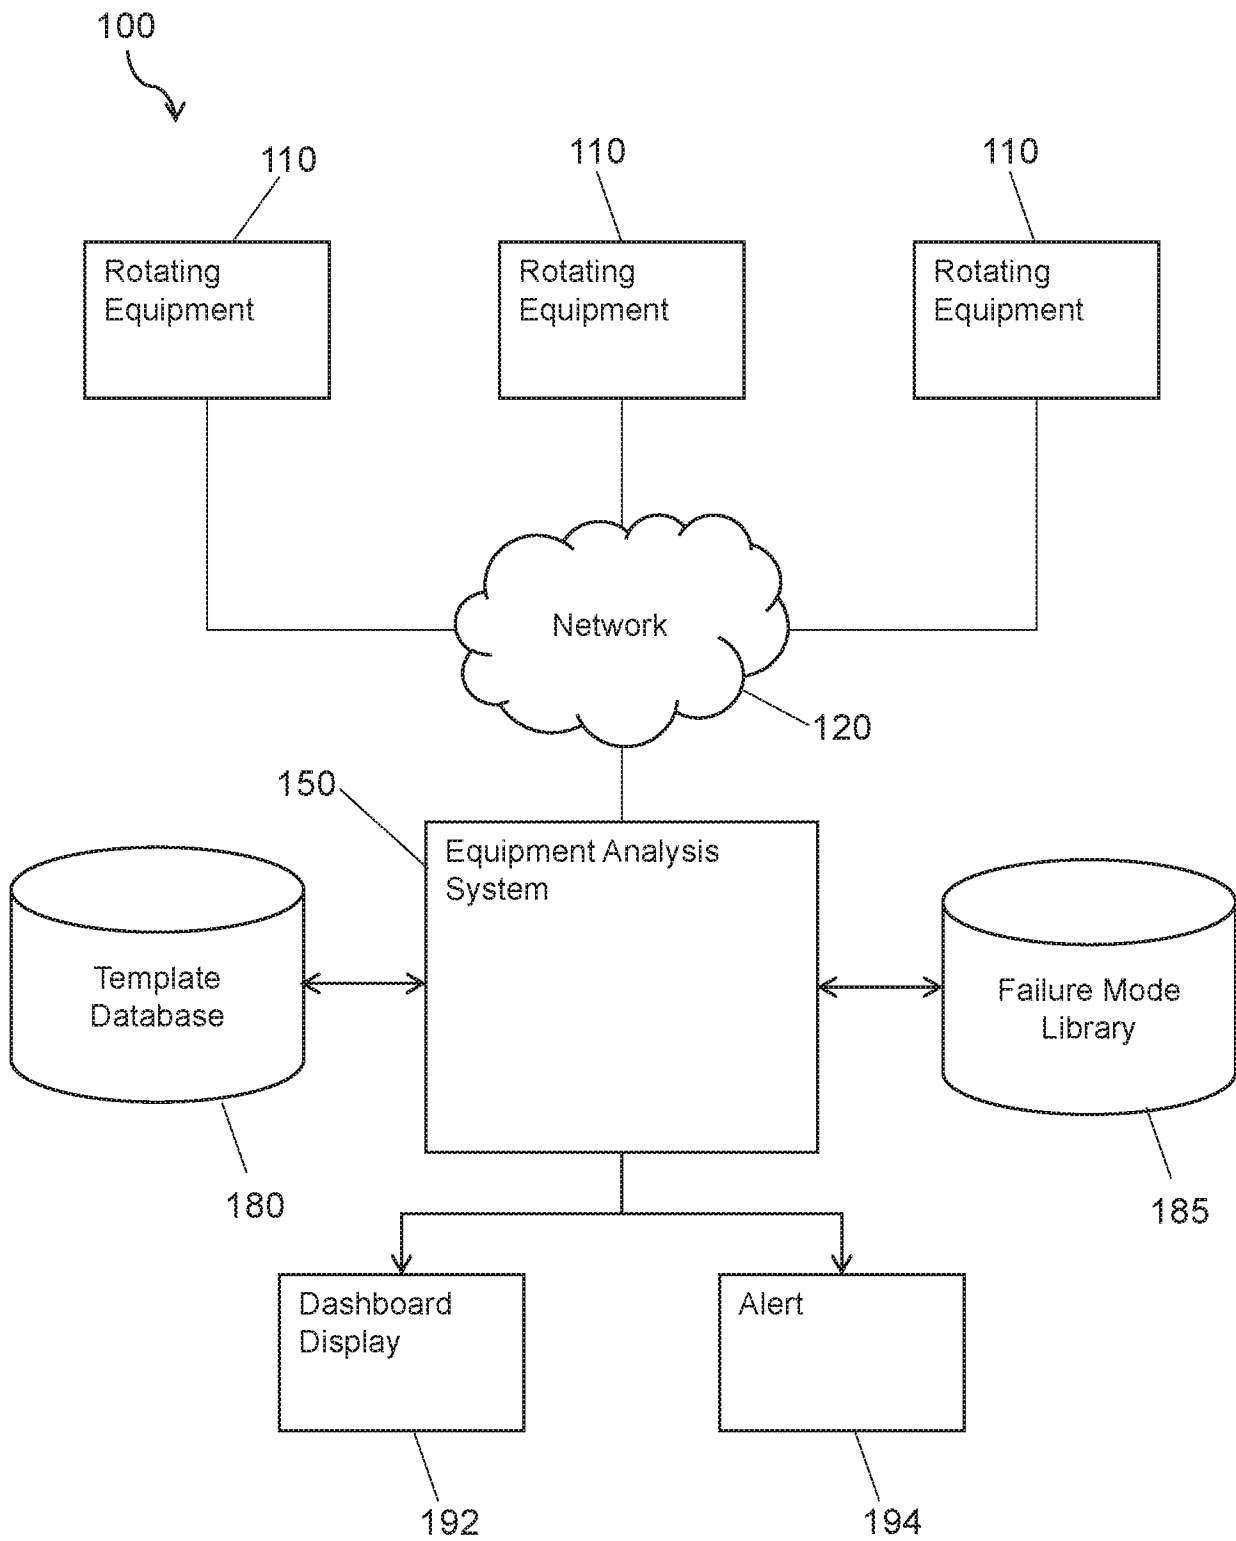 100
110
110
110
Rotating
Equipment
Rotating
Equipment
Rotating
Equipment
Network
120
150
Equipment Analysis
System
Template
Database
Failure Mode
Library
180
185
Dashboard
Display
Alert
192
194